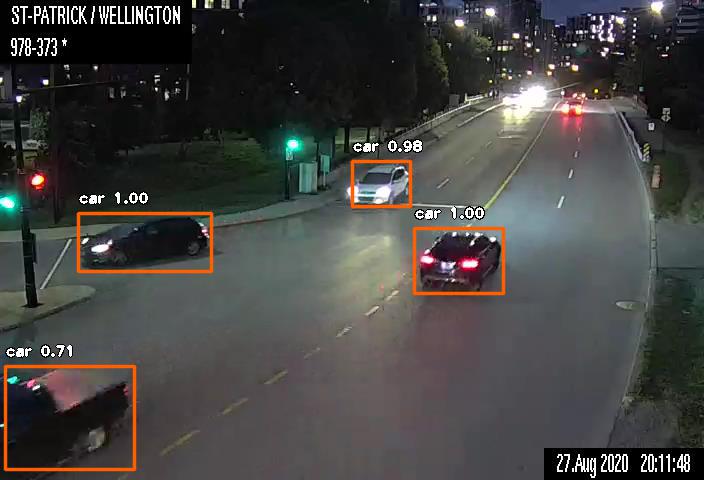 ST-PATRICK / WELLINGTON
978-373 *
car 0.98
car 1.00
car 1.00
car 0.71
27.Aug 2020 20:11:48